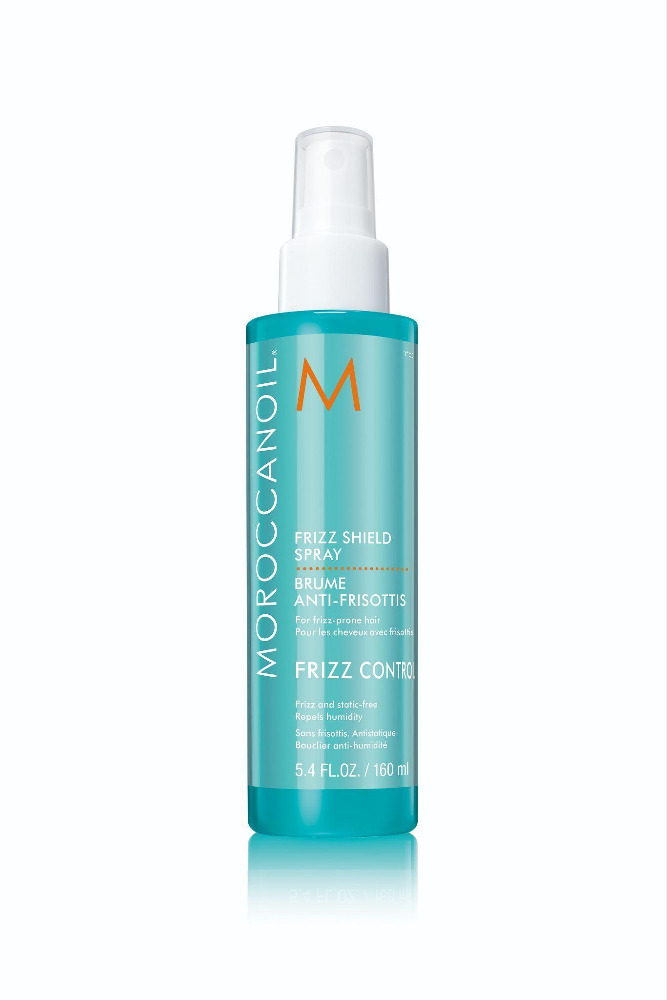 MOROCCANOIL®
בס"ד
M
FRIZZ SHIELD
SPRAY
BRUME
ANTI-FRISOTTIS
For frizz-prone hair
Pour les cheveux avec frisottis
FRIZZ CONTROL
Frizz and static-free
Repels humidity
Sans frisottis. Antistatique
Bouclier anti-humidité
5.4 FL.OZ. / 160 ml